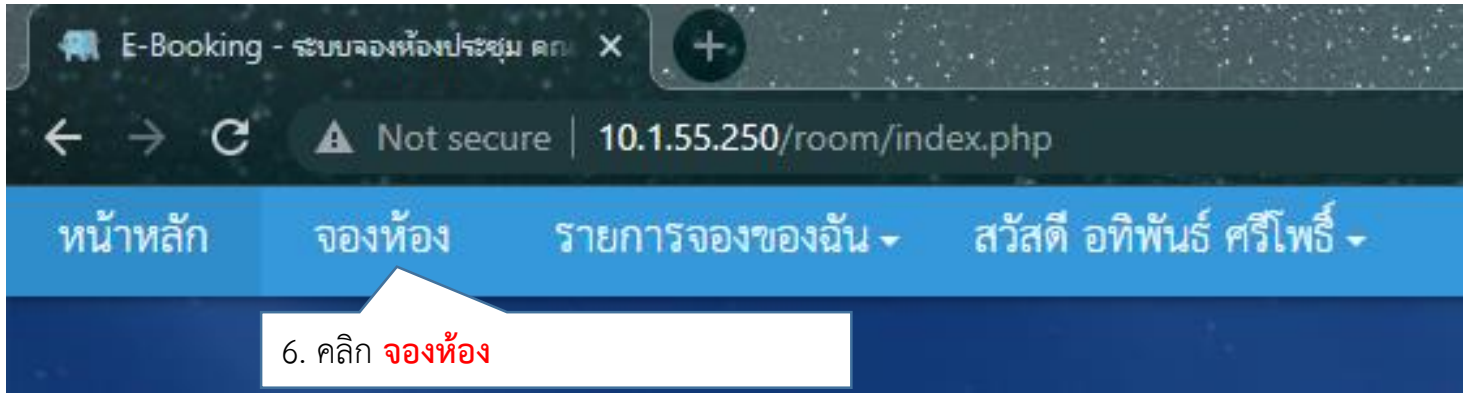 E-Booking - ระบบจองห้องประชุม คณ
Not secure | 10.1.55.250/room/index.php
หน้าหลัก จองห้อง รายการจองของฉัน สวัสดี อทิพันธ์ ศรีโพธิ์
6. คลิก จองห้อง